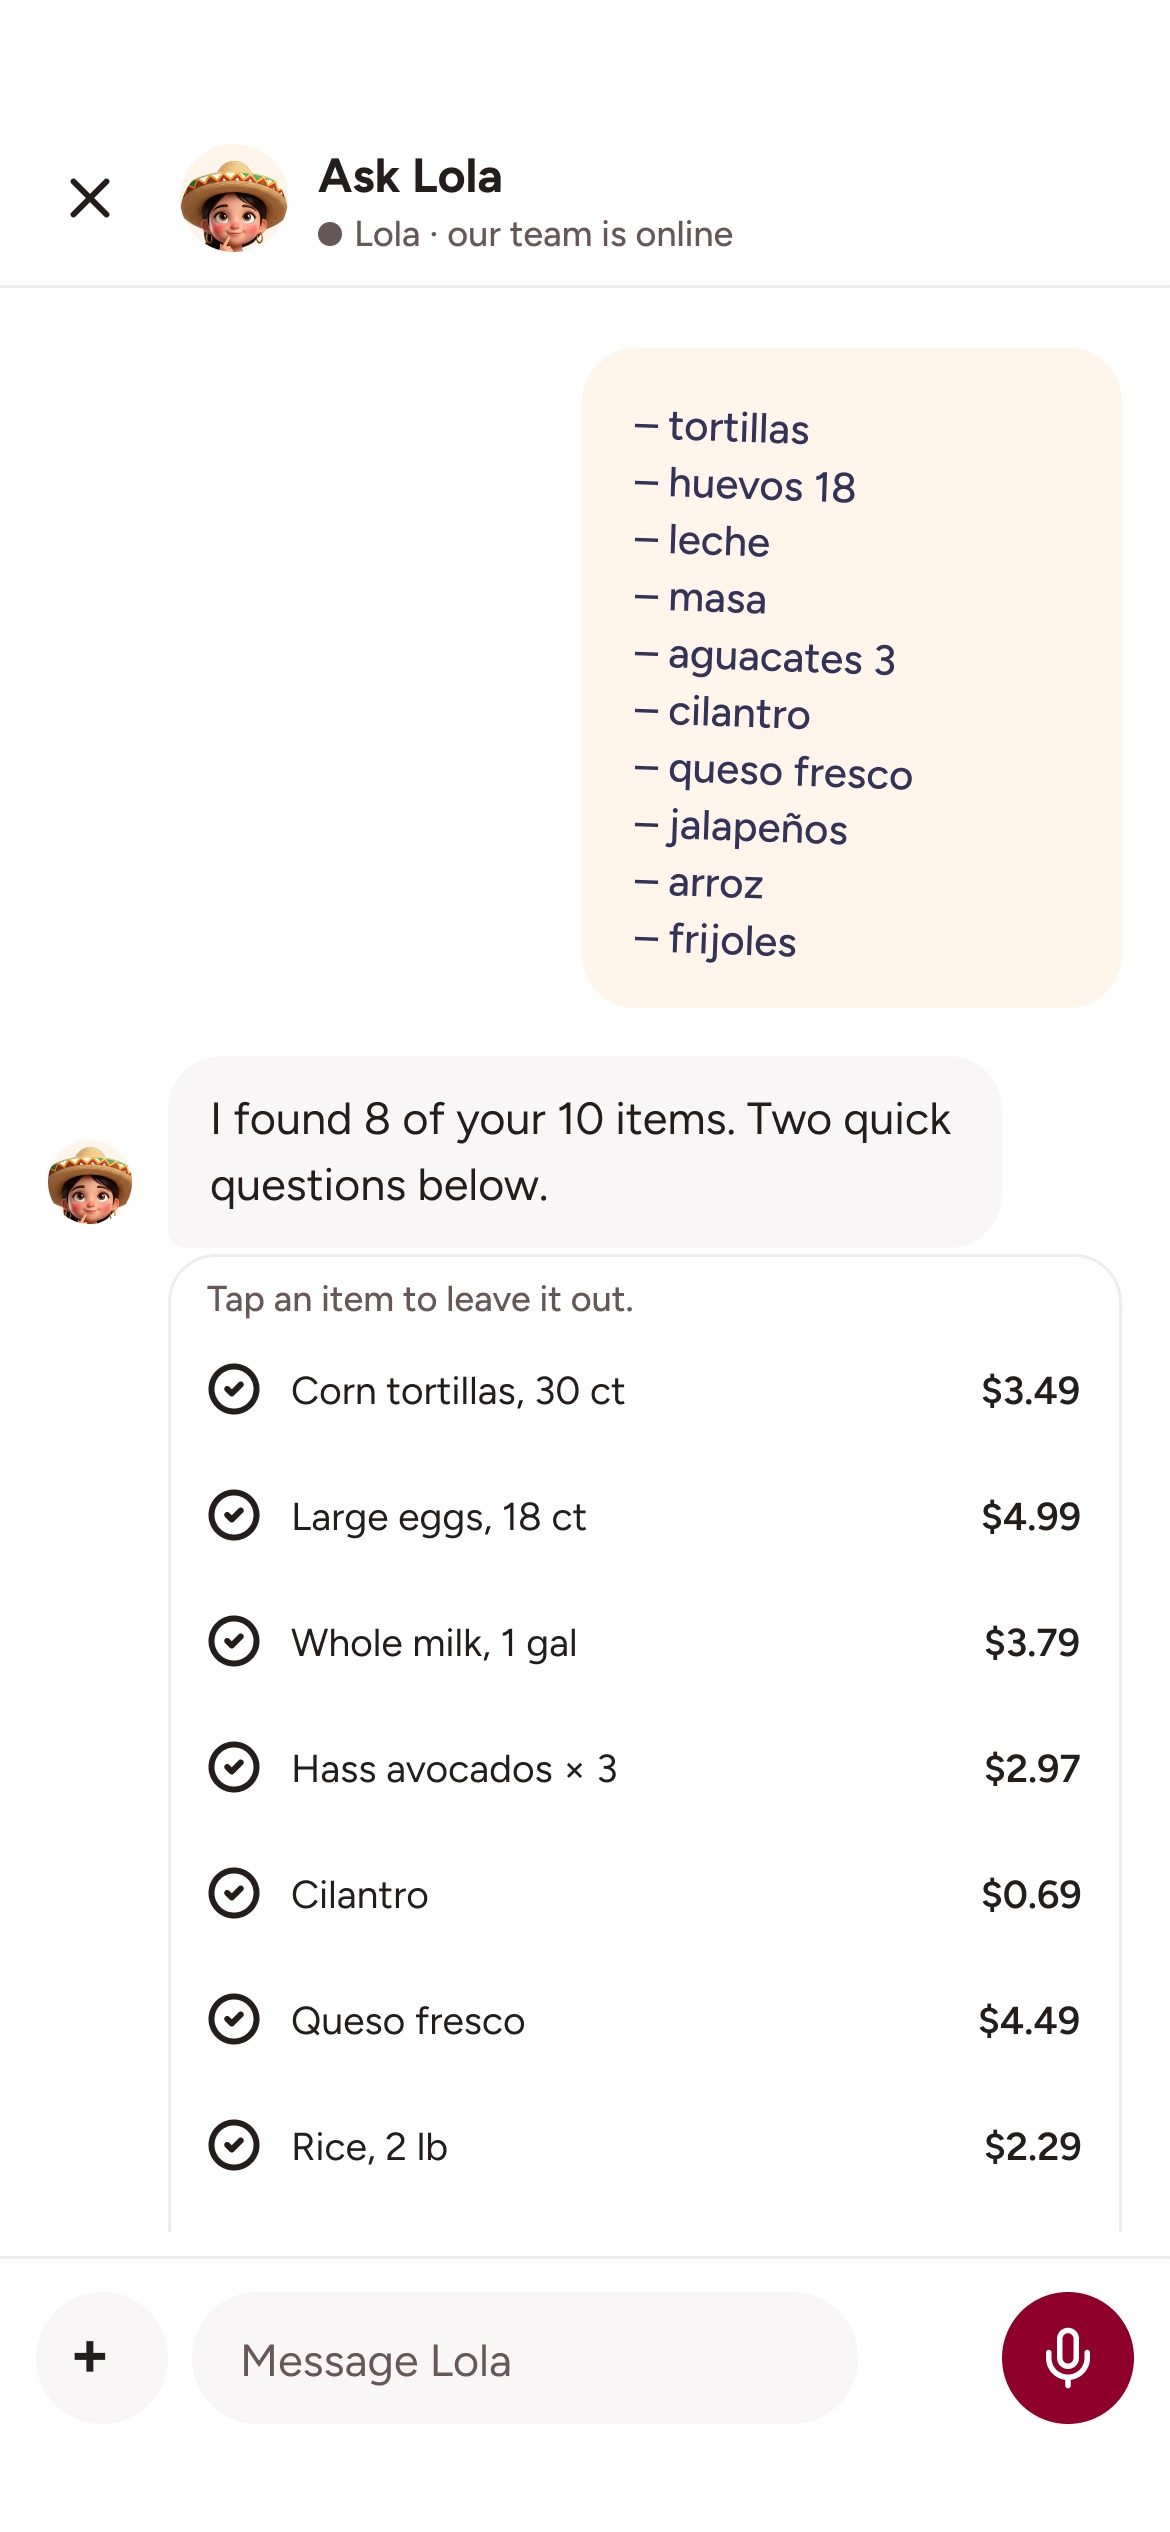 Ask Lola
Lola · our team is online
– tortillas
– huevos 18
– leche
– masa
– aguacates 3
– cilantro
– queso fresco
– jalapeños
– arroz
– frijoles
I found 8 of your 10 items. Two quick
questions below.
Tap an item to leave it out.
Corn tortillas, 30 ct $3.49
Large eggs, 18 ct $4.99
Whole milk, 1 gal $3.79
Hass avocados × 3 $2.97
Cilantro $0.69
Queso fresco $4.49
Rice, 2 lb $2.29
Message Lola